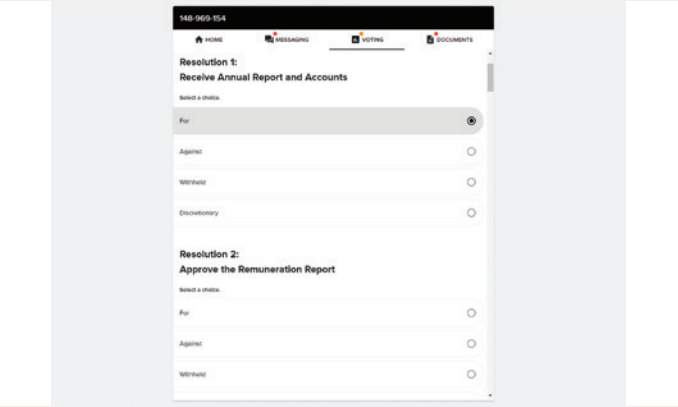 148-969-154
HOME MESSAGING VOTING DOCUMENTS
Resolution 1:
Receive Annual Report and Accounts
Select a choice.
For
Against
Withheld
Discretionary
Resolution 2:
Approve the Remuneration Report
Select a choice.
For
Against
Withheld